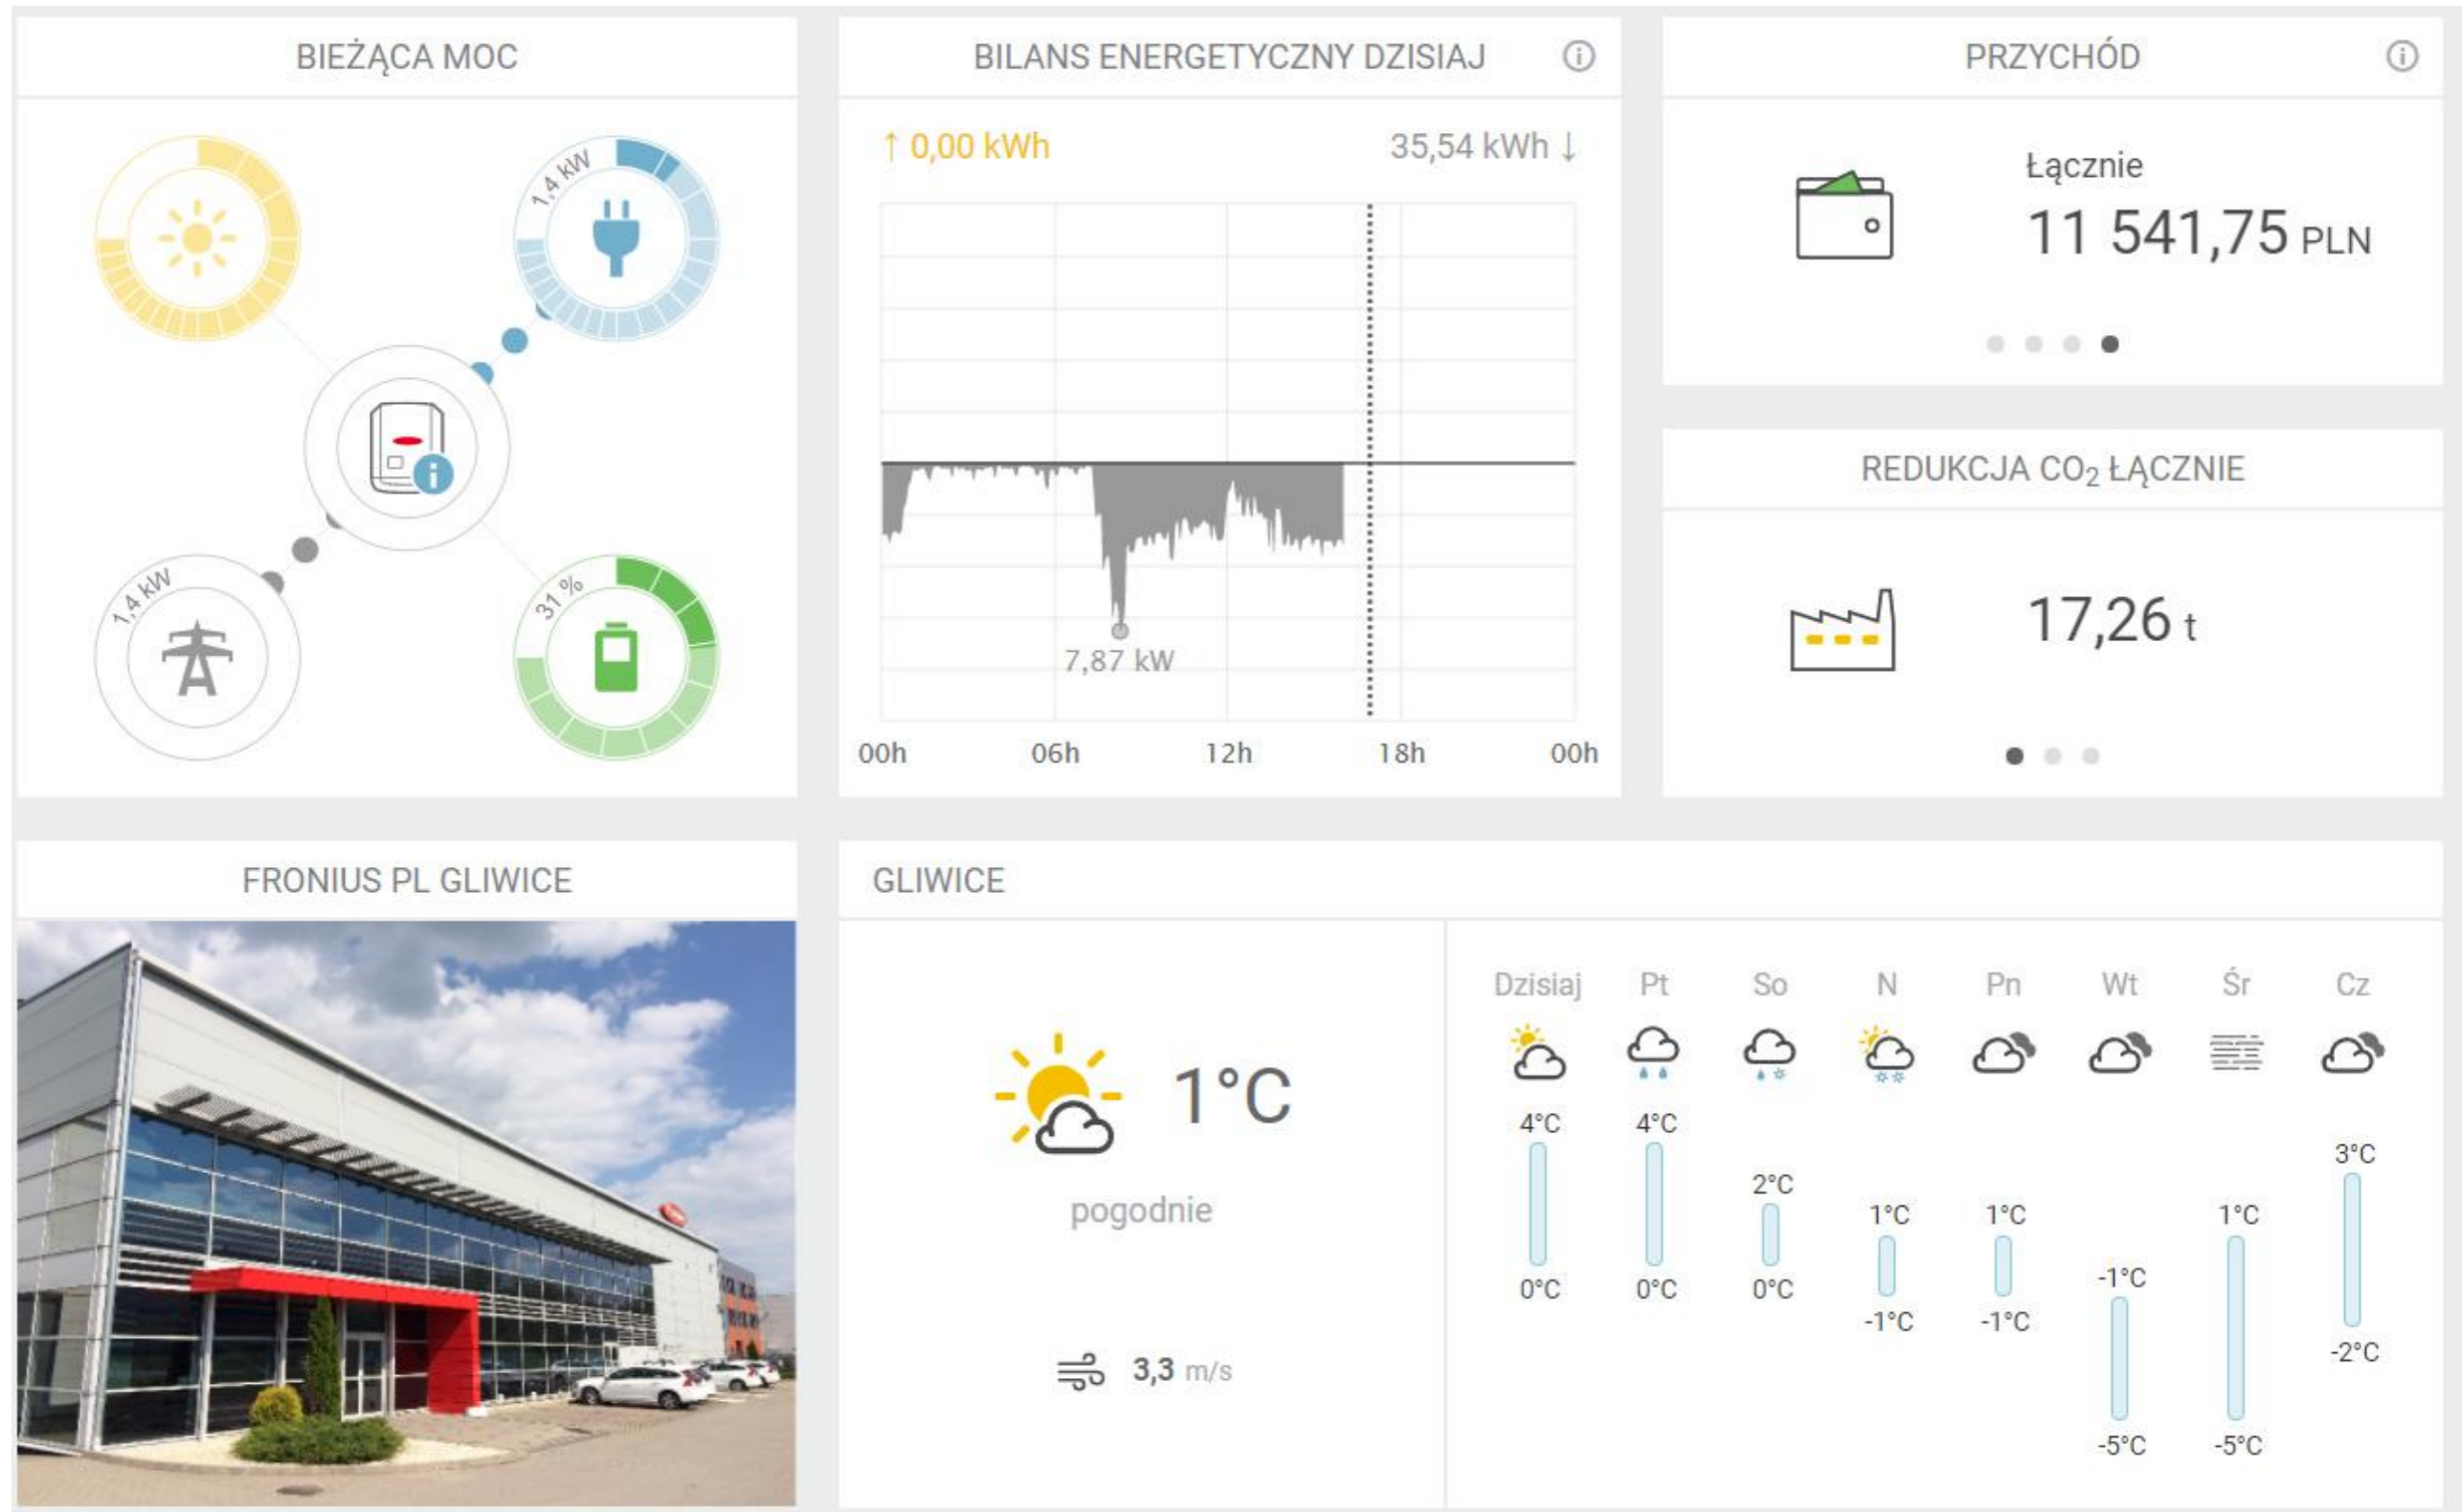 BIEŻĄCA MOC
1,4 kW
1,4 kW
31 %
BILANS ENERGETYCZNY DZISIAJ
↑ 0,00 kWh
35,54 kWh ↓
7,87 kW
00h 06h 12h 18h 00h
PRZYCHÓD
Łącznie
11 541,75 PLN
REDUKCJA CO₂ ŁĄCZNIE
17,26 t
FRONIUS PL GLIWICE
GLIWICE
1°C
pogodnie
3,3 m/s
Dzisiaj Pt So N Pn Wt Śr Cz
4°C 4°C 2°C 1°C 1°C -1°C 1°C 3°C
0°C 0°C 0°C -1°C -1°C -5°C -5°C -2°C